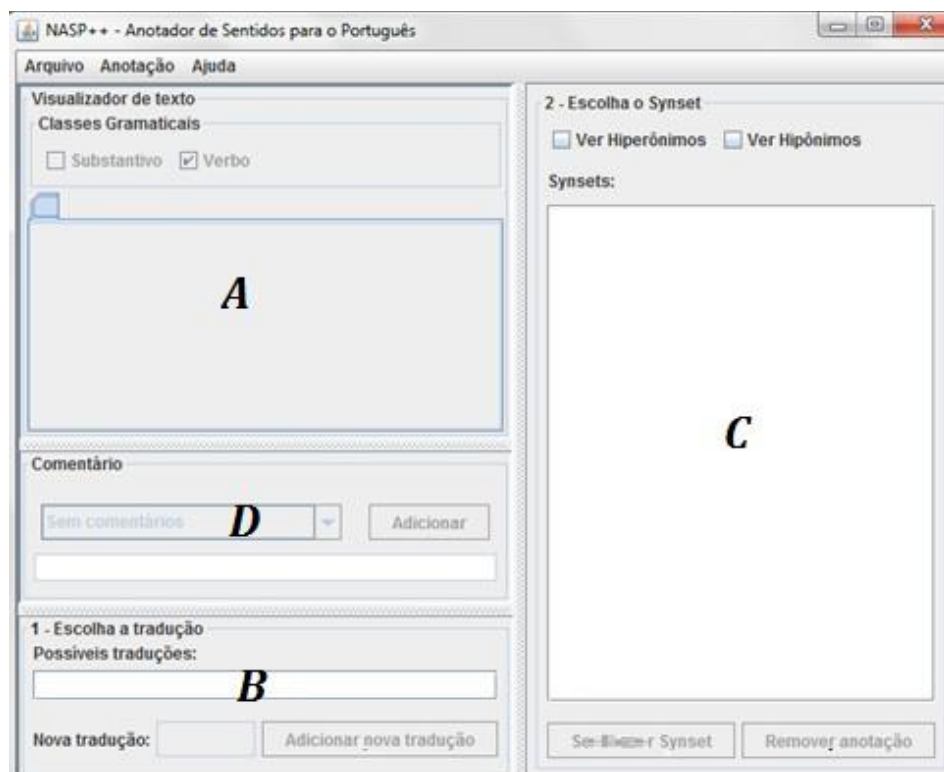 NASP++ - Anotador de Sentidos para o Português
Arquivo Anotação Ajuda
Visualizador de texto
Classes Gramaticais
Substantivo Verbo
A
Comentário
Sem comentários D Adicionar
1 - Escolha a tradução
Possíveis traduções:
B
Nova tradução: Adicionar nova tradução
2 - Escolha o Synset
Ver Hiperônimos Ver Hipônimos
Synsets:
C
Synset Remover anotação